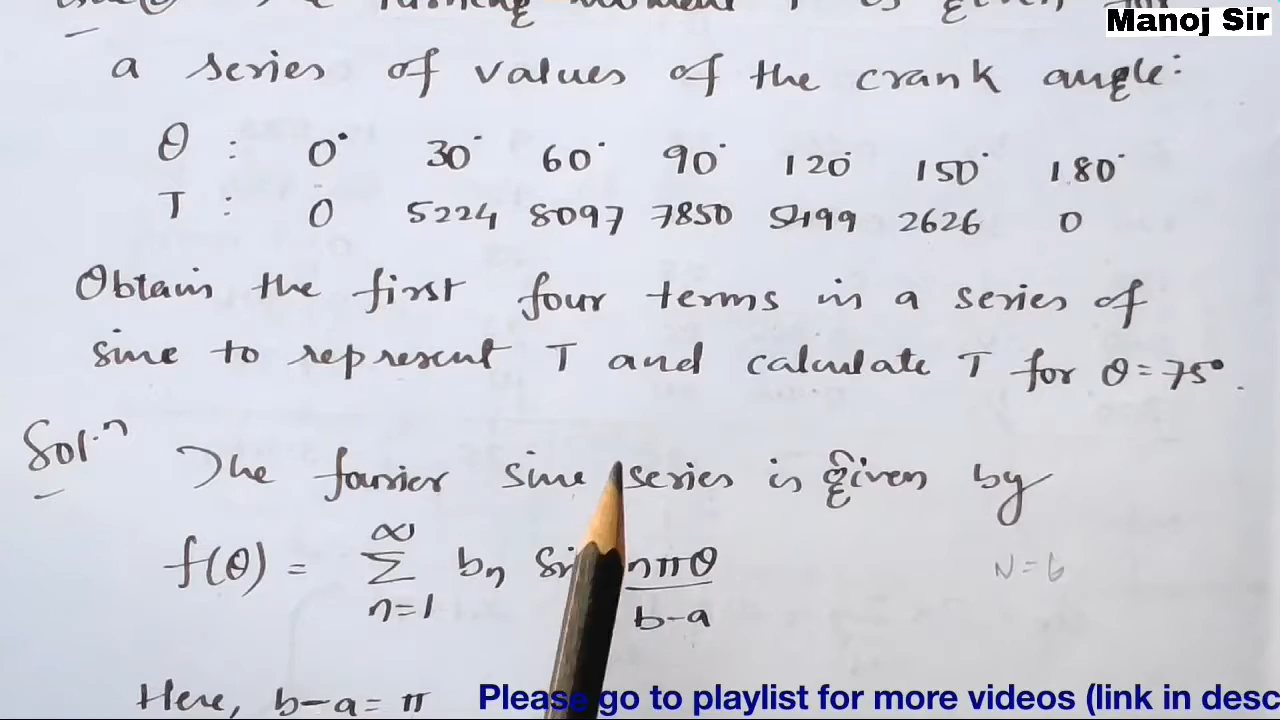 Manoj Sir
a series of values of the crank angle:
θ : 0° 30° 60° 90° 120° 150° 180°
T : 0 5224 8097 7850 5499 2626 0
Obtain the first four terms in a series of
sine to represent T and calculate T for θ = 75°.
Sol.ⁿ The fourier sine series is given by
f(θ) = ∞ Σ n=1 bn nπθ / b-a
N=6
Here, b-a = π
Please go to playlist for more videos (link in desc